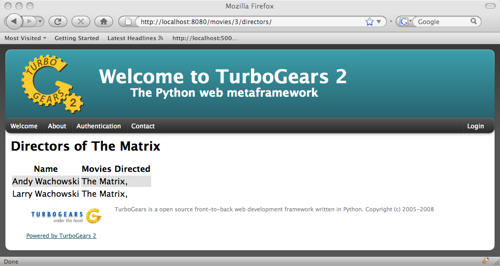 Mozilla Firefox
http://localhost:8080/movies/3/directors/
Google
Most Visited Getting Started Latest Headlines http://localhost:500...
TURBO GEARS 2
Welcome to TurboGears 2
The Python web metaframework
Welcome About Authentication Contact Login
Directors of The Matrix
Name Movies Directed
Andy Wachowski The Matrix,
Larry Wachowski The Matrix,
TURBOGEARS
under the hood
TurboGears is a open source front-to-back web development framework written in Python. Copyright (c) 2005-2008
Powered by TurboGears 2
Done